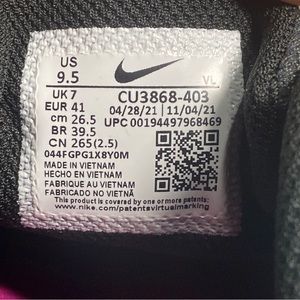 US
9.5
VL
UK 7
EUR 41
cm 26.5
BR 39.5
CN 265(2.5)
CU3868-403
04/28/21 11/04/21
UPC 00194497968469
044FGPG1X8Y0M
MADE IN VIETNAM
HECHO EN VIETNAM
FABRIQUE AU VIETNAM
FABRICADO NO VIETNÃ
This product is covered by one or more patents:
www.nike.com/patentsvirtualmarking